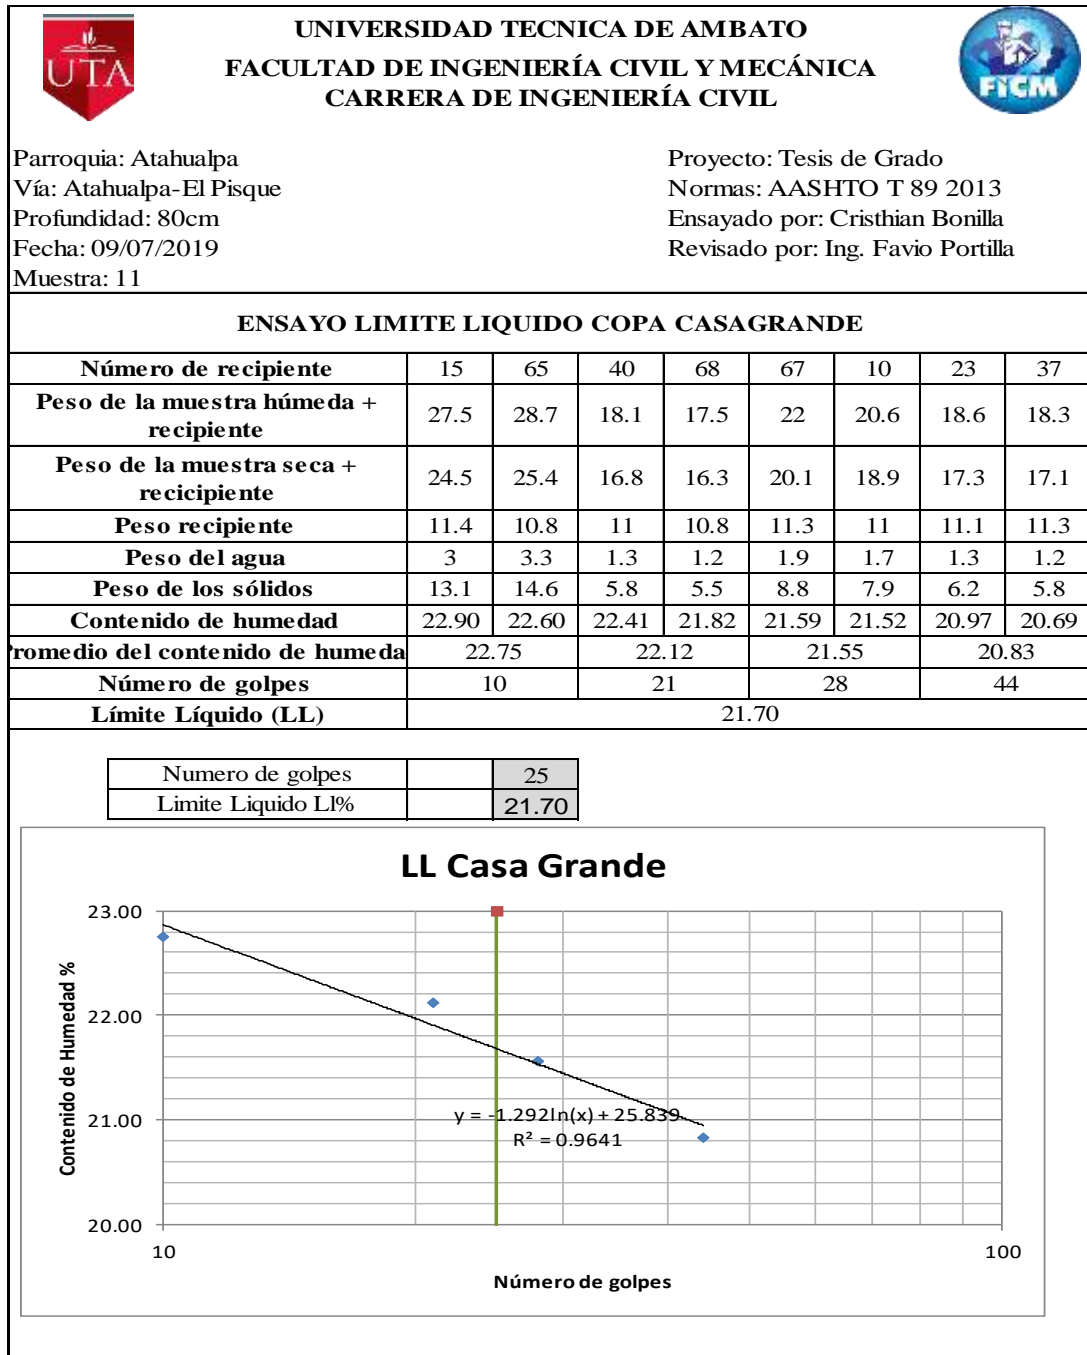 UTA
UNIVERSIDAD TECNICA DE AMBATO
FACULTAD DE INGENIERÍA CIVIL Y MECÁNICA
CARRERA DE INGENIERÍA CIVIL
FICM
Parroquia: Atahualpa
Vía: Atahualpa-El Pisque
Profundidad: 80cm
Fecha: 09/07/2019
Muestra: 11
Proyecto: Tesis de Grado
Normas: AASHTO T 89 2013
Ensayado por: Cristhian Bonilla
Revisado por: Ing. Favio Portilla
ENSAYO LIMITE LIQUIDO COPA CASAGRANDE
Número de recipiente 15 65 40 68 67 10 23 37
Peso de la muestra húmeda +
recipiente 27.5 28.7 18.1 17.5 22 20.6 18.6 18.3
Peso de la muestra seca +
recicipiente 24.5 25.4 16.8 16.3 20.1 18.9 17.3 17.1
Peso recipiente 11.4 10.8 11 10.8 11.3 11 11.1 11.3
Peso del agua 3 3.3 1.3 1.2 1.9 1.7 1.3 1.2
Peso de los sólidos 13.1 14.6 5.8 5.5 8.8 7.9 6.2 5.8
Contenido de humedad 22.90 22.60 22.41 21.82 21.59 21.52 20.97 20.69
Promedio del contenido de humeda 22.75 22.12 21.55 20.83
Número de golpes 10 21 28 44
Límite Líquido (LL) 21.70
Numero de golpes 25
Limite Liquido Ll% 21.70
LL Casa Grande
Contenido de Humedad %
23.00
22.00
21.00
20.00
y = -1.292ln(x) + 25.839
R² = 0.9641
10 100
Número de golpes